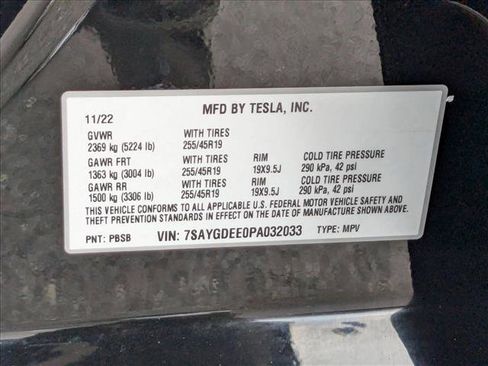 MFD BY TESLA, INC.
11/22
GVWR WITH TIRES
2369 kg (5224 lb) 255/45R19
GAWR FRT WITH TIRES RIM COLD TIRE PRESSURE
1363 kg (3004 lb) 255/45R19 19X9.5J 290 kPa, 42 psi
GAWR RR WITH TIRES RIM COLD TIRE PRESSURE
1500 kg (3306 lb) 255/45R19 19X9.5J 290 kPa, 42 psi
THIS VEHICLE CONFORMS TO ALL APPLICABLE U.S. FEDERAL MOTOR VEHICLE SAFETY AND
THEFT PREVENTION STANDARDS IN EFFECT ON THE DATE OF MANUFACTURE SHOWN ABOVE.
PNT: PBSB VIN: 7SAYGDEE0PA032033 TYPE: MPV